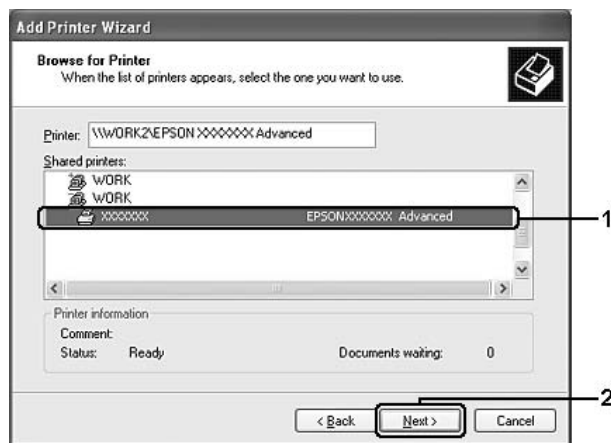 Add Printer Wizard
Browse for Printer
When the list of printers appears, select the one you want to use.
Printer: \\WORK2\EPSON XXXXXXX Advanced
Shared printers:
WORK
WORK
XXXXXXX EPSONXXXXXXX Advanced
1
Printer information
Comment:
Status: Ready Documents waiting: 0
2
< Back Next > Cancel